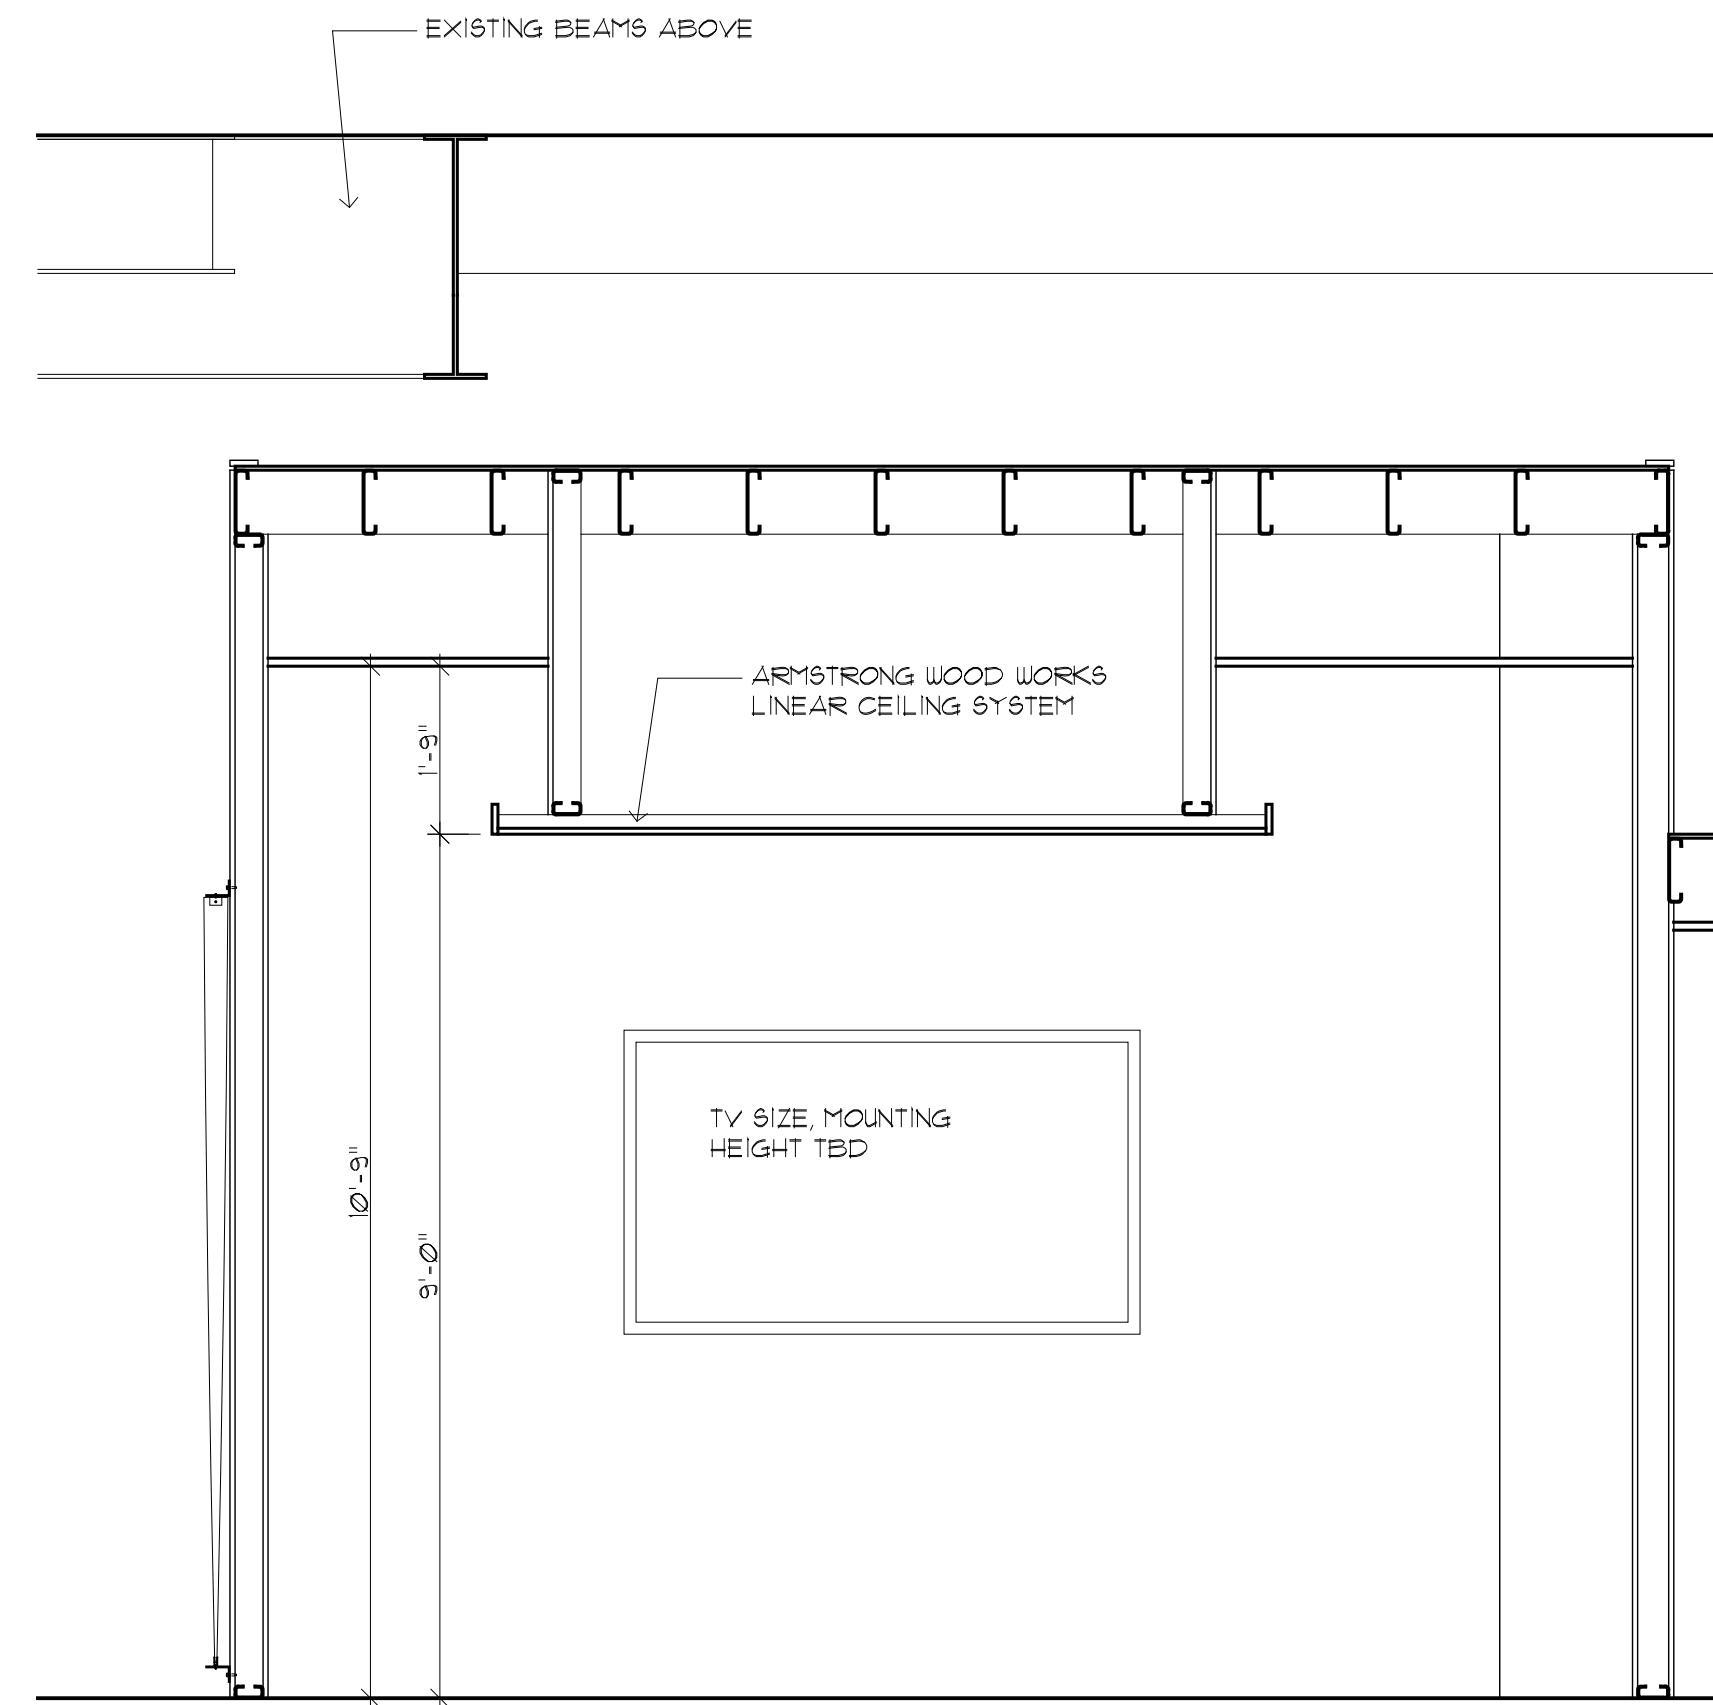 EXISTING BEAMS ABOVE
ARMSTRONG WOOD WORKS
LINEAR CEILING SYSTEM
1'-9"
TV SIZE, MOUNTING
HEIGHT TBD
10'-9"
9'-0"